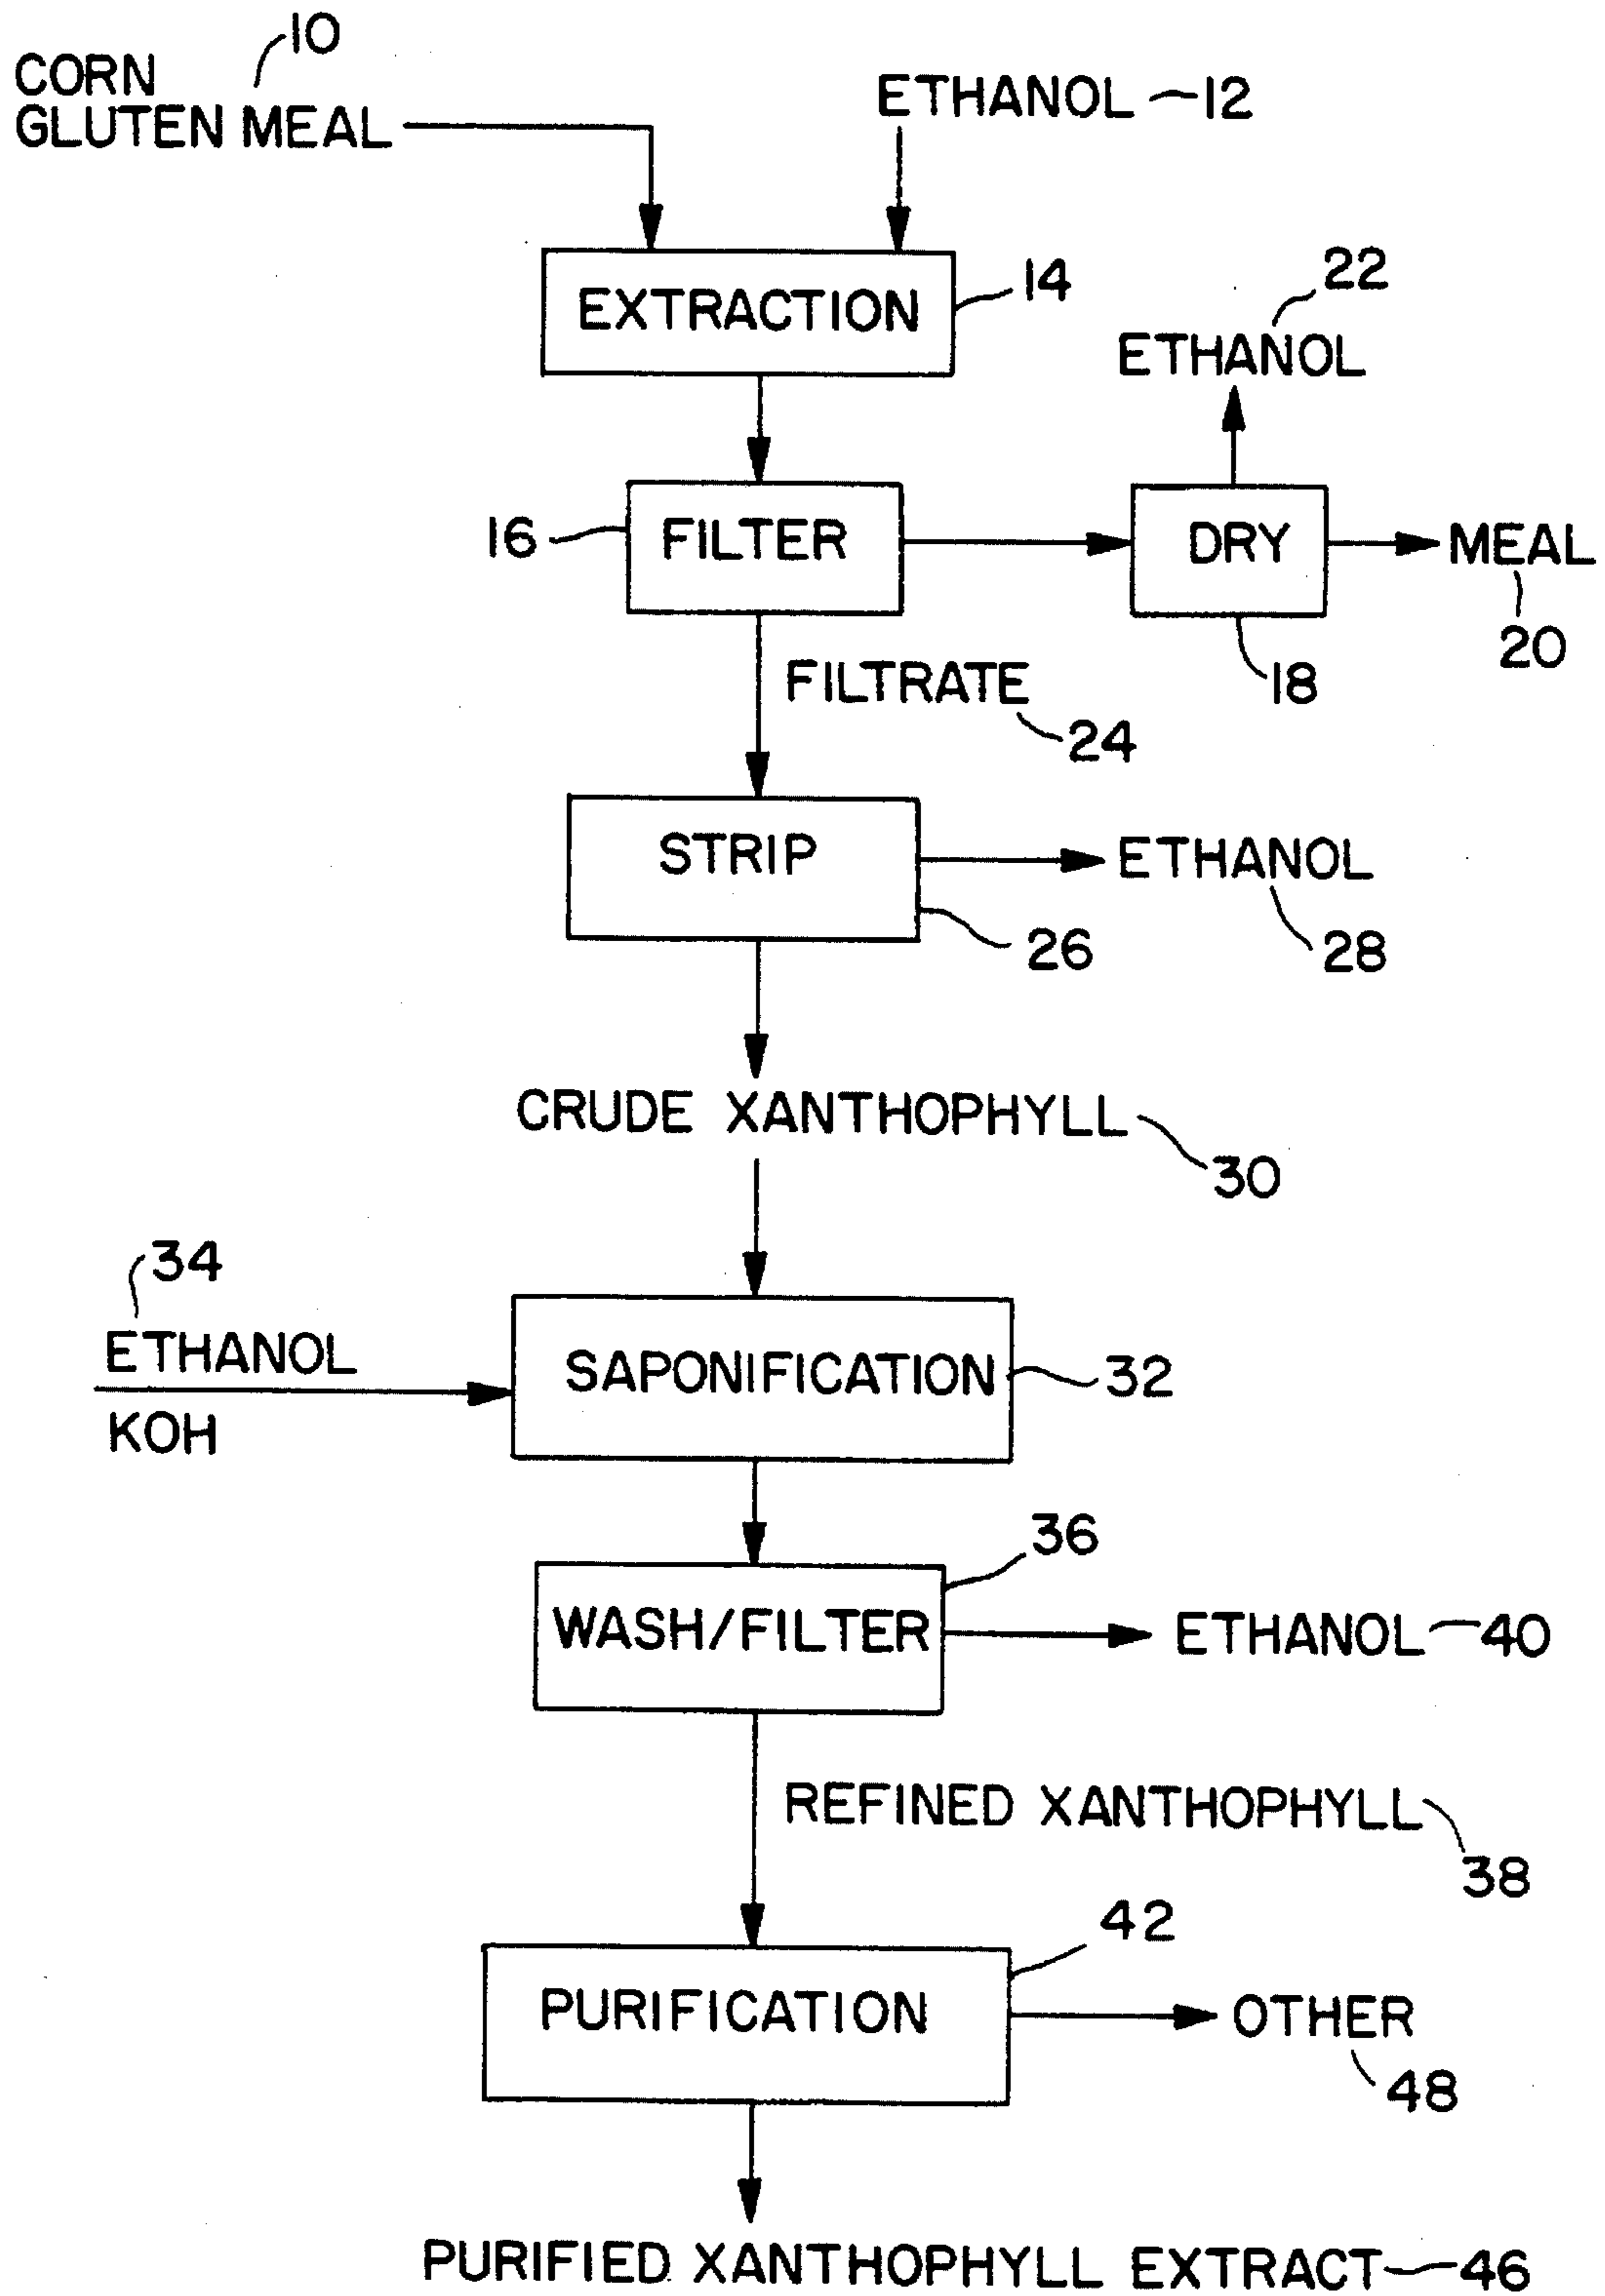 10
CORN
GLUTEN MEAL
ETHANOL 12
EXTRACTION
14
22
ETHANOL
16
FILTER
DRY
MEAL
20
18
FILTRATE
24
STRIP
ETHANOL
26
28
CRUDE XANTHOPHYLL
30
34
ETHANOL
KOH
SAPONIFICATION
32
36
WASH/FILTER
ETHANOL 40
REFINED XANTHOPHYLL
38
42
PURIFICATION
OTHER
48
PURIFIED XANTHOPHYLL EXTRACT 46